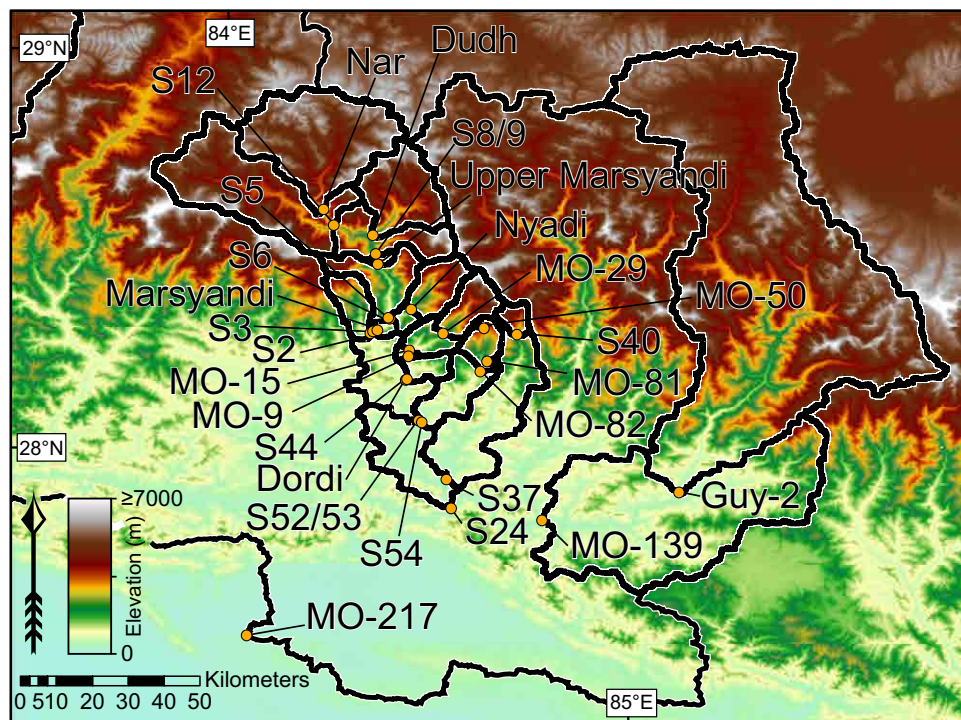 84°E
29°N
Dudh
Nar
S12
S8/9
Upper Marsyandi
S5
Nyadi
S6
MO-29
Marsyandi
MO-50
S3
S2
S40
MO-15
MO-81
MO-9
MO-82
S44
28°N
Dordi
S37
Guy-2
≥7000
S52/53
S24
MO-139
S54
Elevation (m)
0
MO-217
Kilometers
0 5 10 20 30 40 50
85°E